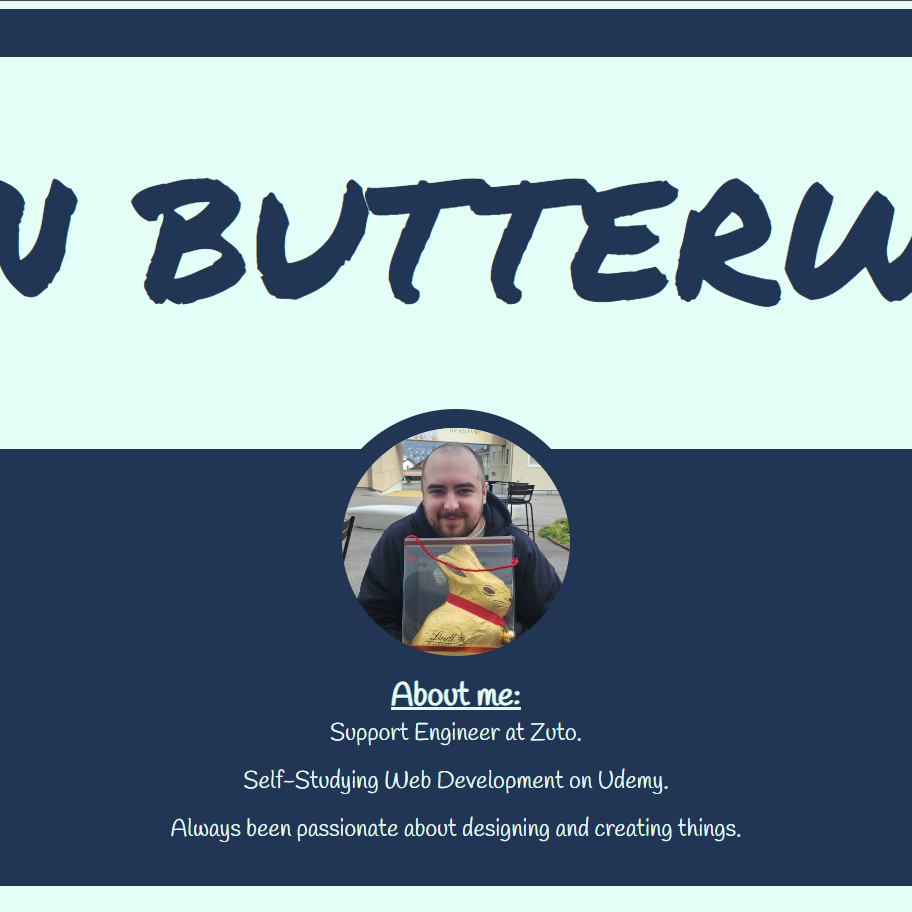 N BUTTERW
Lindt
About me:
Support Engineer at Zuto.
Self-Studying Web Development on Udemy.
Always been passionate about designing and creating things.